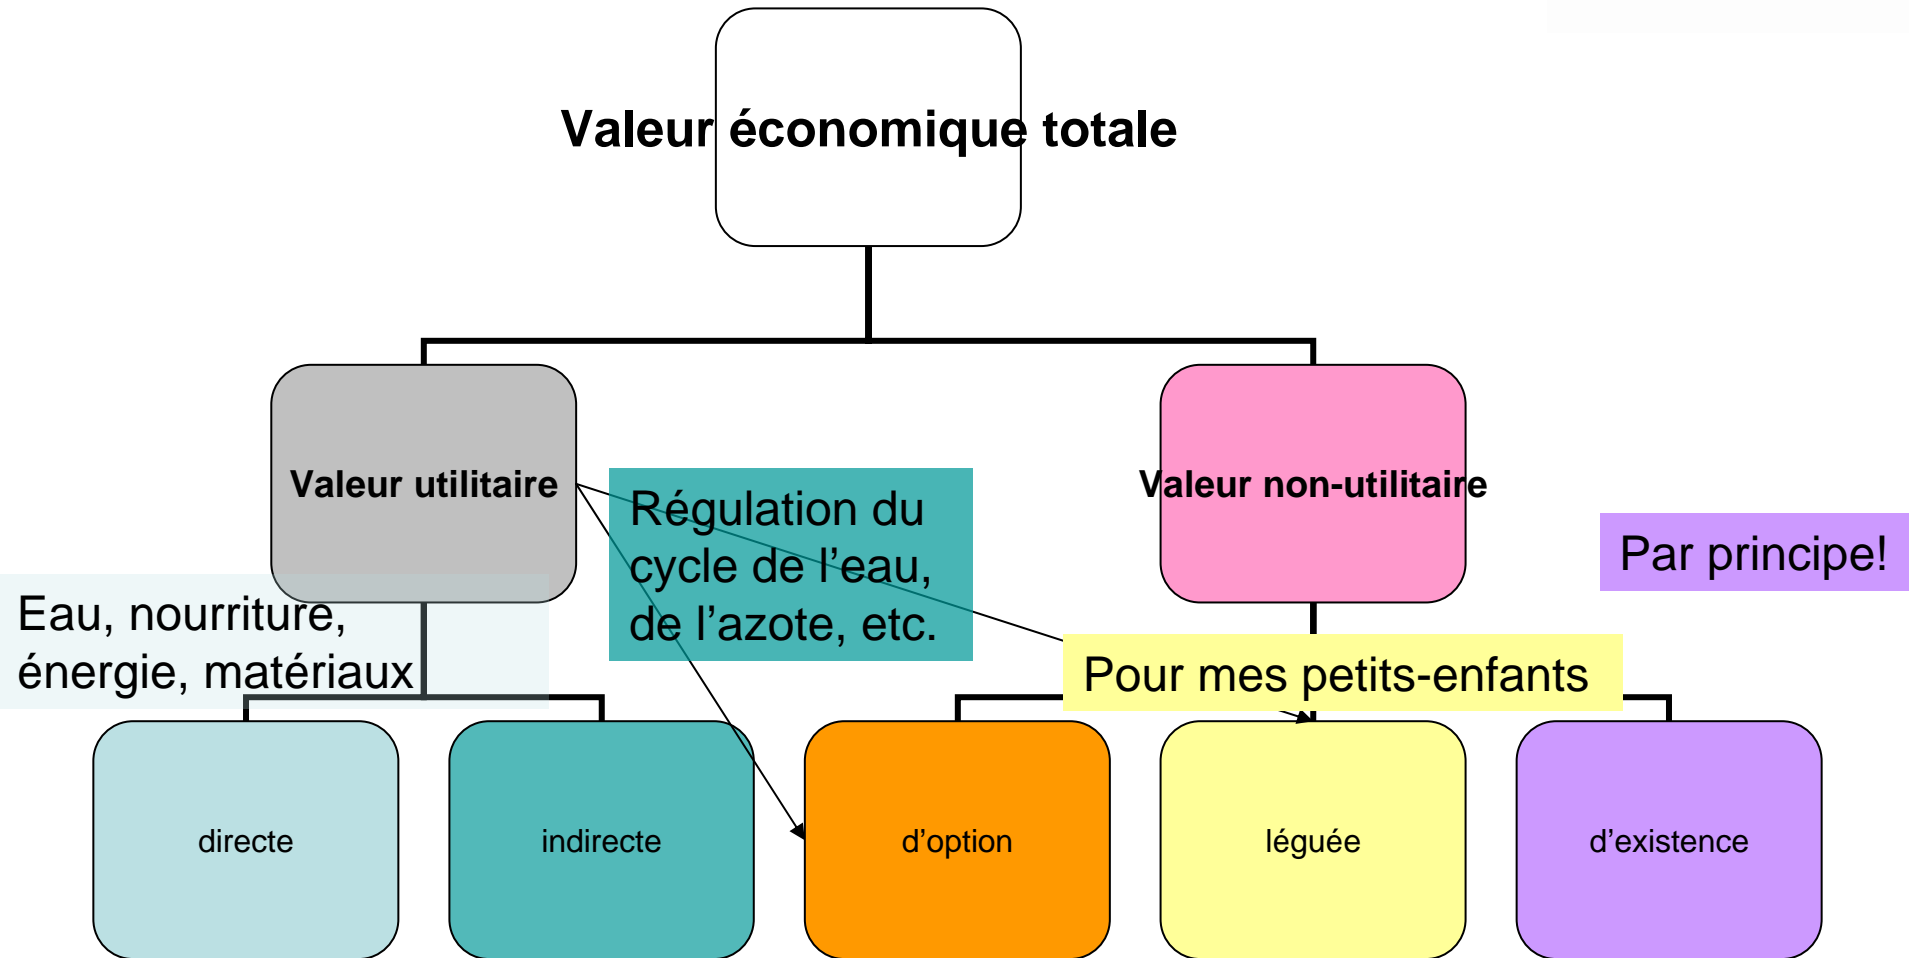 Valeur économique totale
Valeur utilitaire
Valeur non-utilitaire
Régulation du
cycle de l’eau,
de l’azote, etc.
Par principe!
Eau, nourriture,
énergie, matériaux
Pour mes petits-enfants
directe
indirecte
d’option
léguée
d’existence